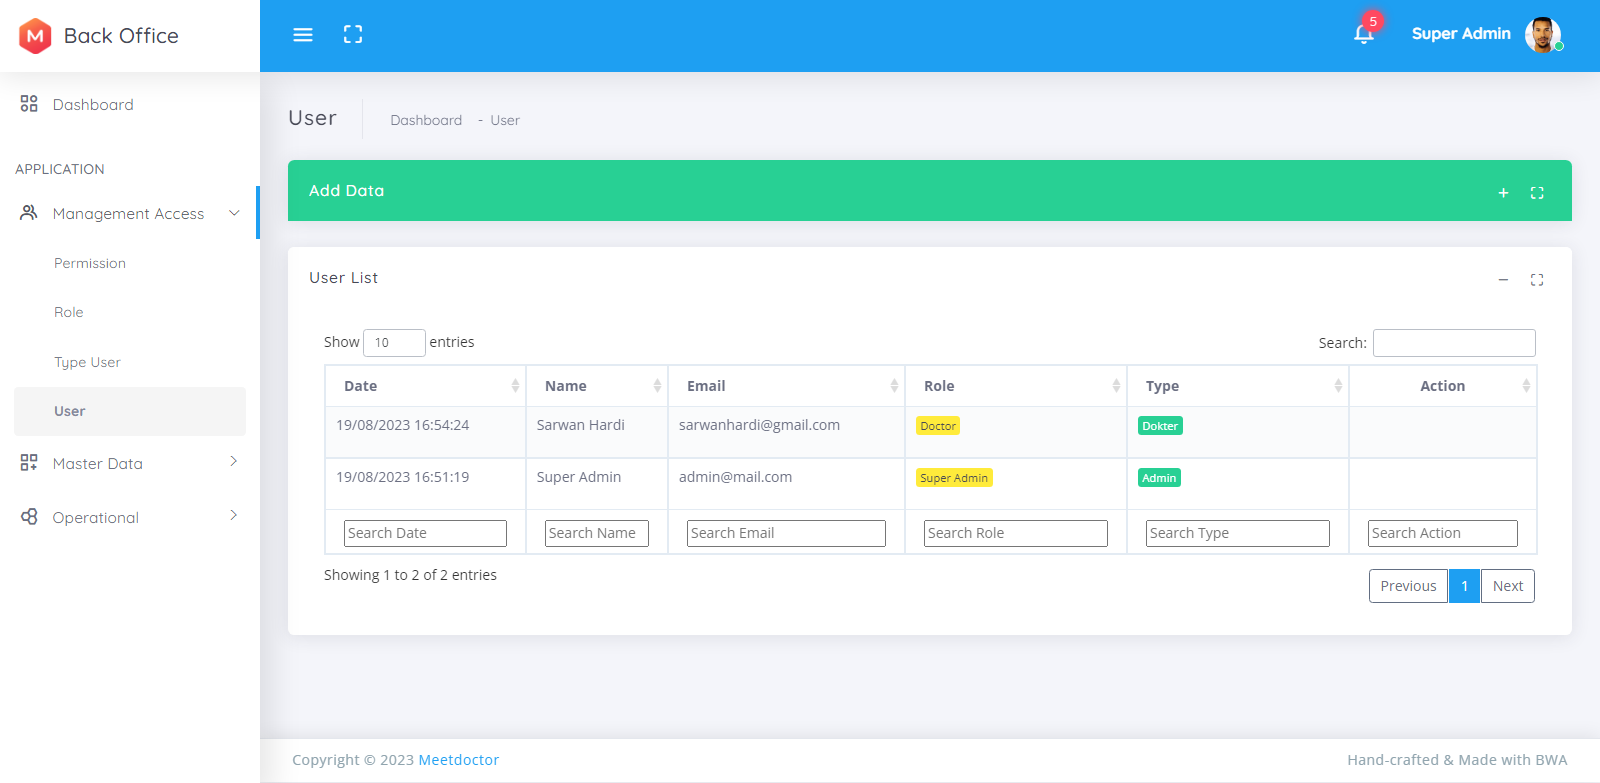 M Back Office
5
Super Admin
Dashboard
APPLICATION
Management Access
Permission
Role
Type User
User
Master Data
Operational
User
Dashboard - User
Add Data
User List
Show 10 entries
Search:
Date Name Email Role Type Action
19/08/2023 16:54:24 Sarwan Hardi sarwanhardi@gmail.com Doctor Dokter
19/08/2023 16:51:19 Super Admin admin@mail.com Super Admin Admin
Search Date Search Name Search Email Search Role Search Type Search Action
Showing 1 to 2 of 2 entries
Previous 1 Next
Copyright © 2023 Meetdoctor
Hand-crafted & Made with BWA